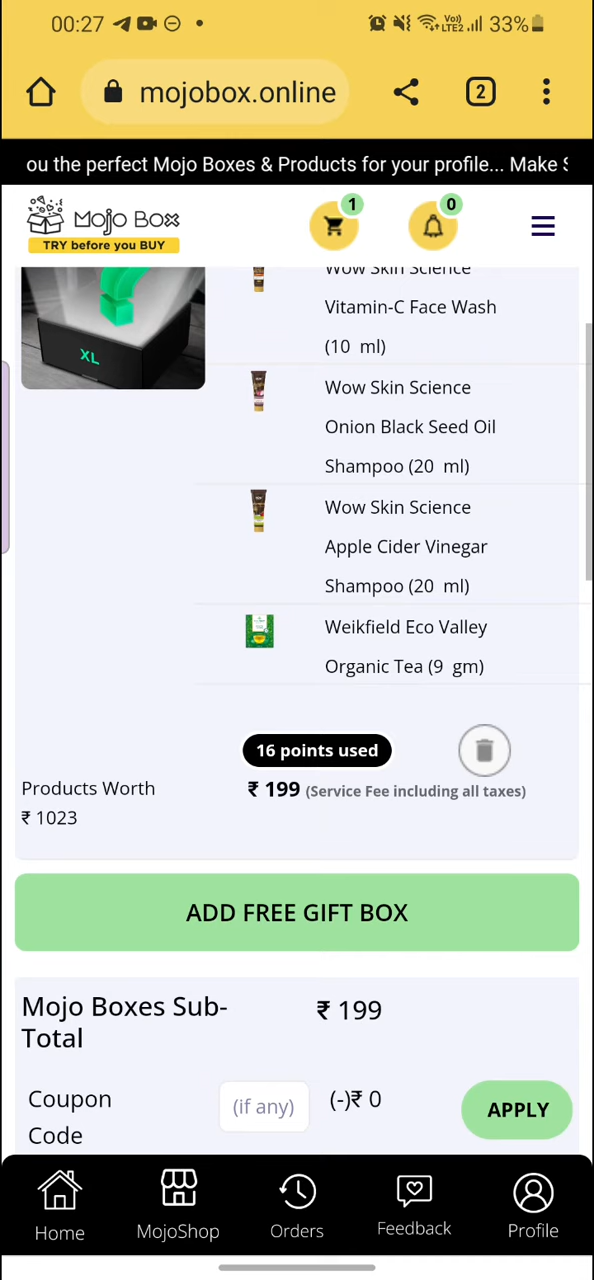 00:27
Vo))
LTE2
33%
mojobox.online
2
ou the perfect Mojo Boxes & Products for your profile... Make S
Mojo Box
TRY before you BUY
1
0
XL
Wow Skin Science
Vitamin-C Face Wash
(10 ml)
Wow Skin Science
Onion Black Seed Oil
Shampoo (20 ml)
Wow Skin Science
Apple Cider Vinegar
Shampoo (20 ml)
Weikfield Eco Valley
Organic Tea (9 gm)
16 points used
Products Worth
₹ 1023
₹ 199 (Service Fee including all taxes)
ADD FREE GIFT BOX
Mojo Boxes Sub-
Total
₹ 199
Coupon
Code
(if any)
(-)₹ 0
APPLY
Home
MojoShop
Orders
Feedback
Profile